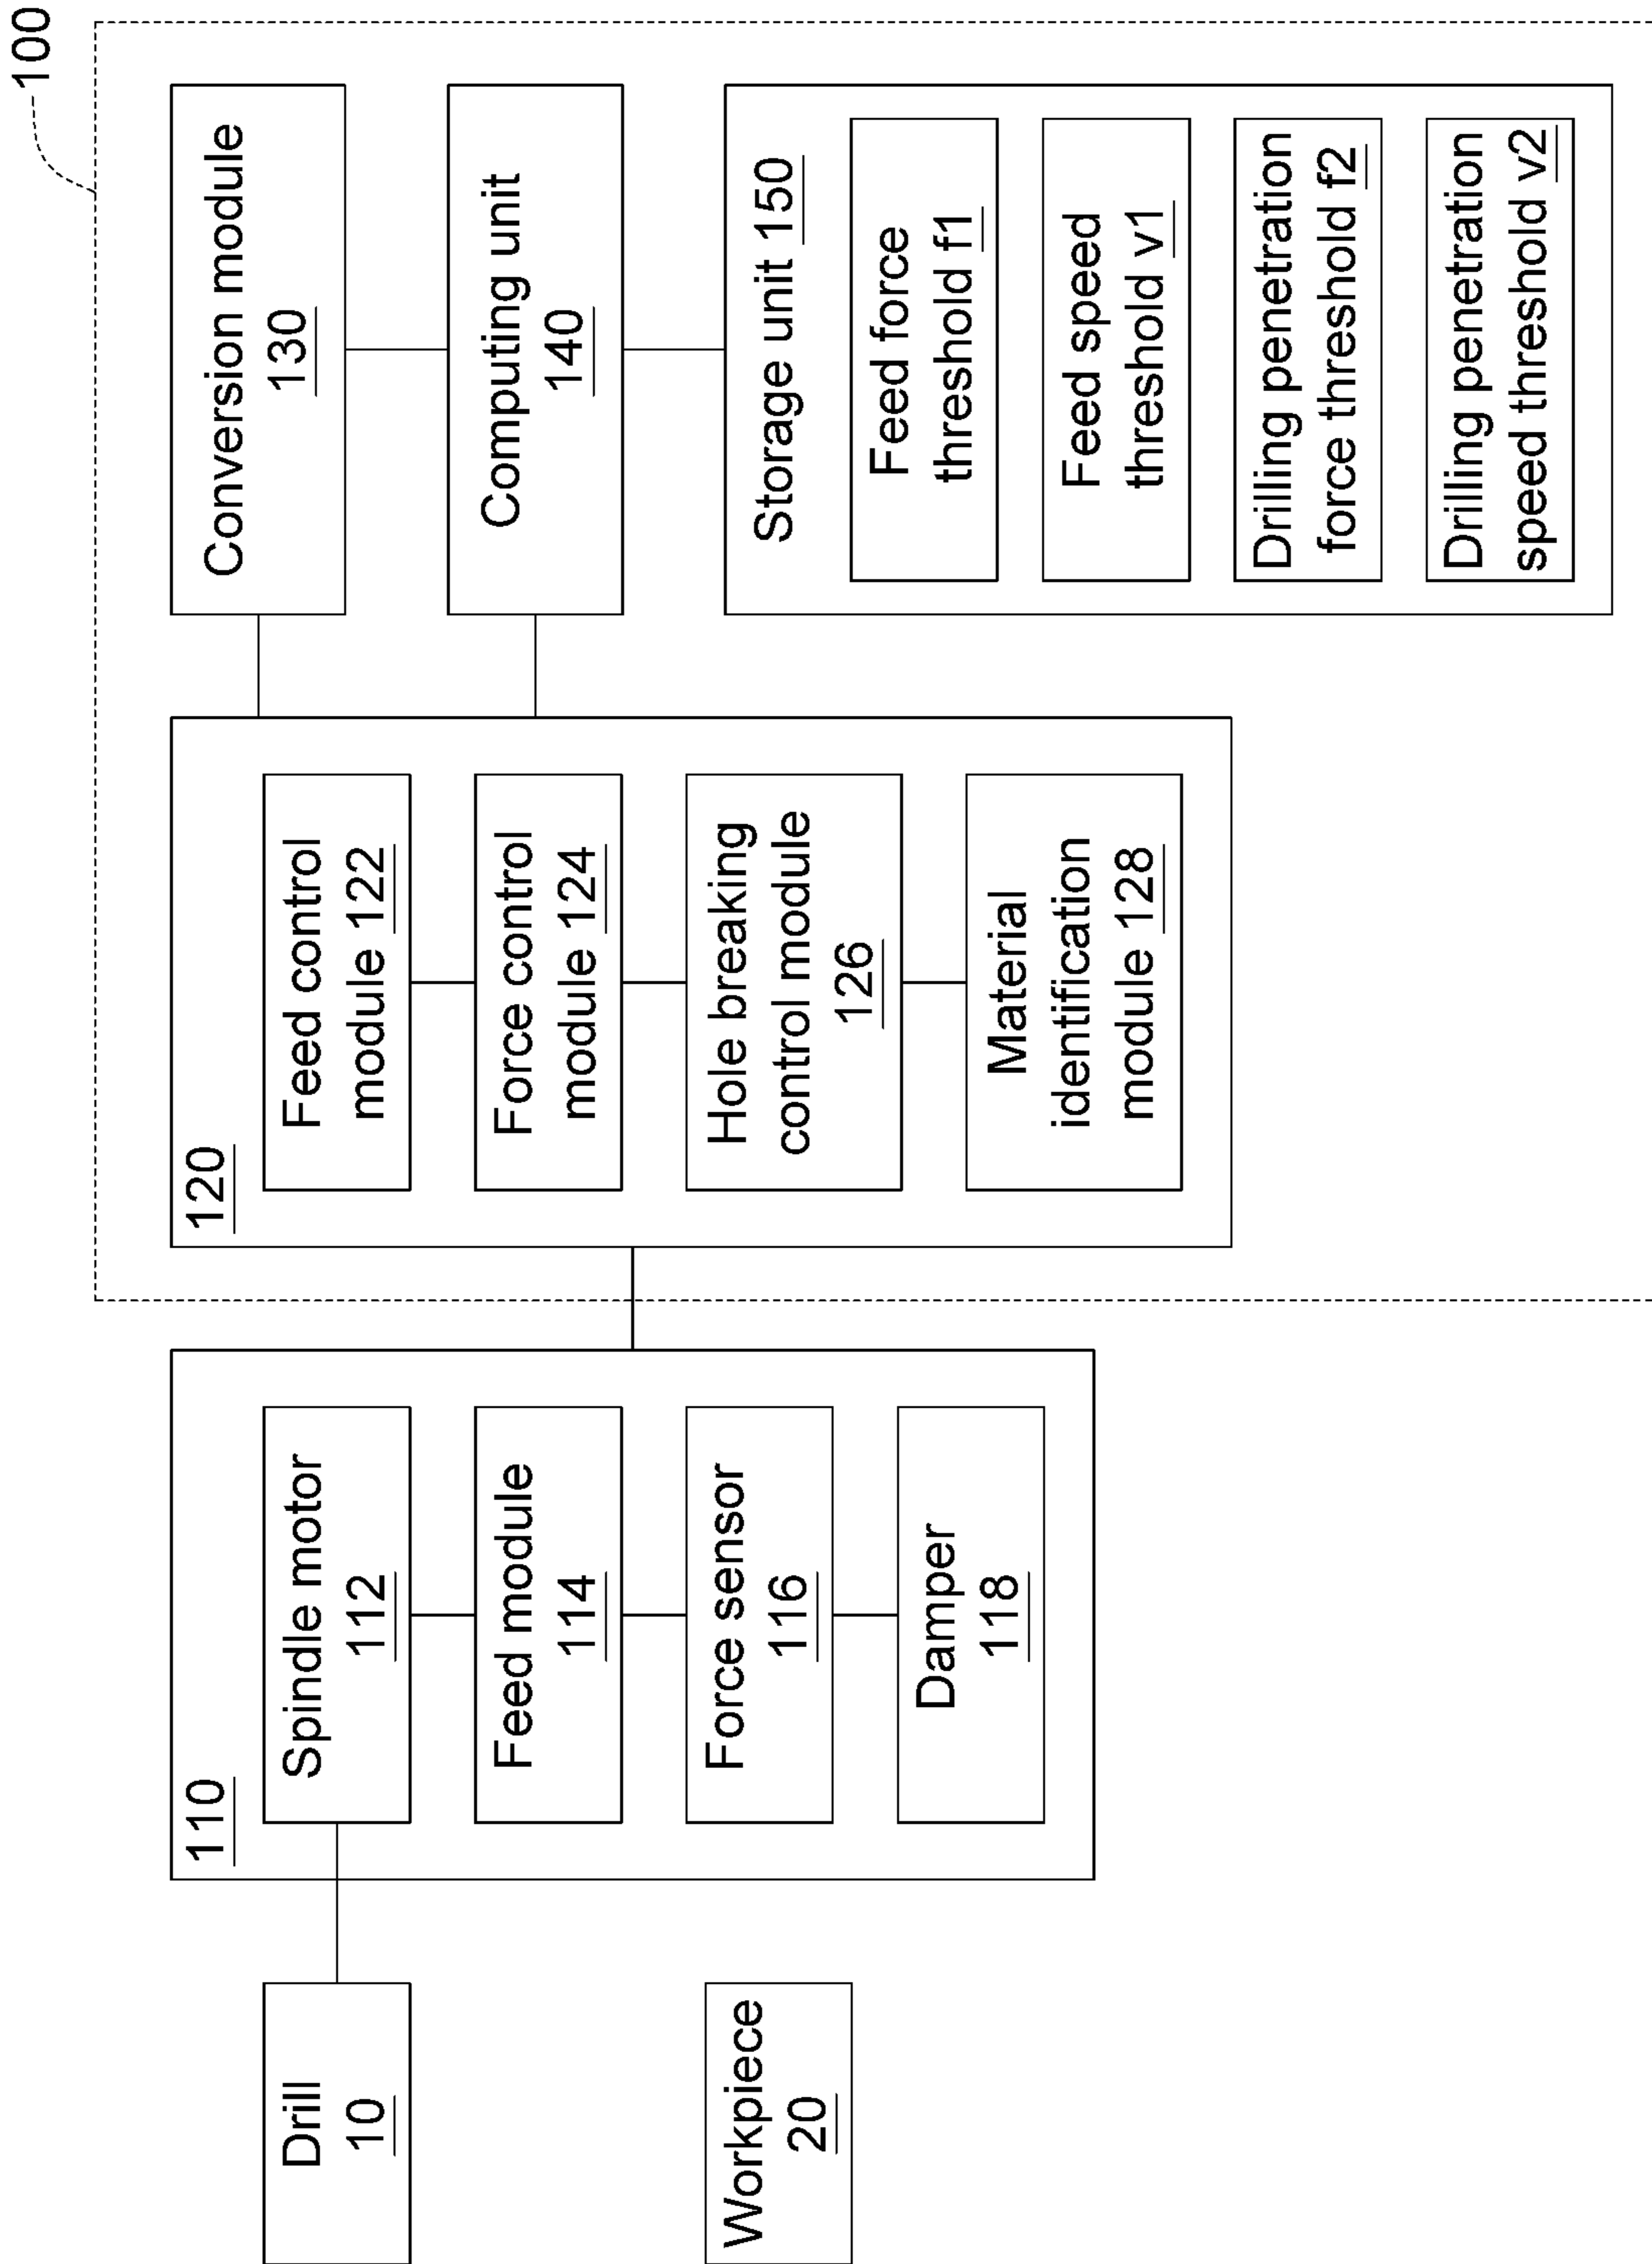 100
Drill
10
Workpiece
20
110
Spindle motor
112
Feed module
114
Force sensor
116
Damper
118
120
Feed control
module 122
Force control
module 124
Hole breaking
control module
126
Material
identification
module 128
Conversion module
130
Computing unit
140
Storage unit 150
Feed force
threshold f1
Feed speed
threshold v1
Drilling penetration
force threshold f2
Drilling penetration
speed threshold v2